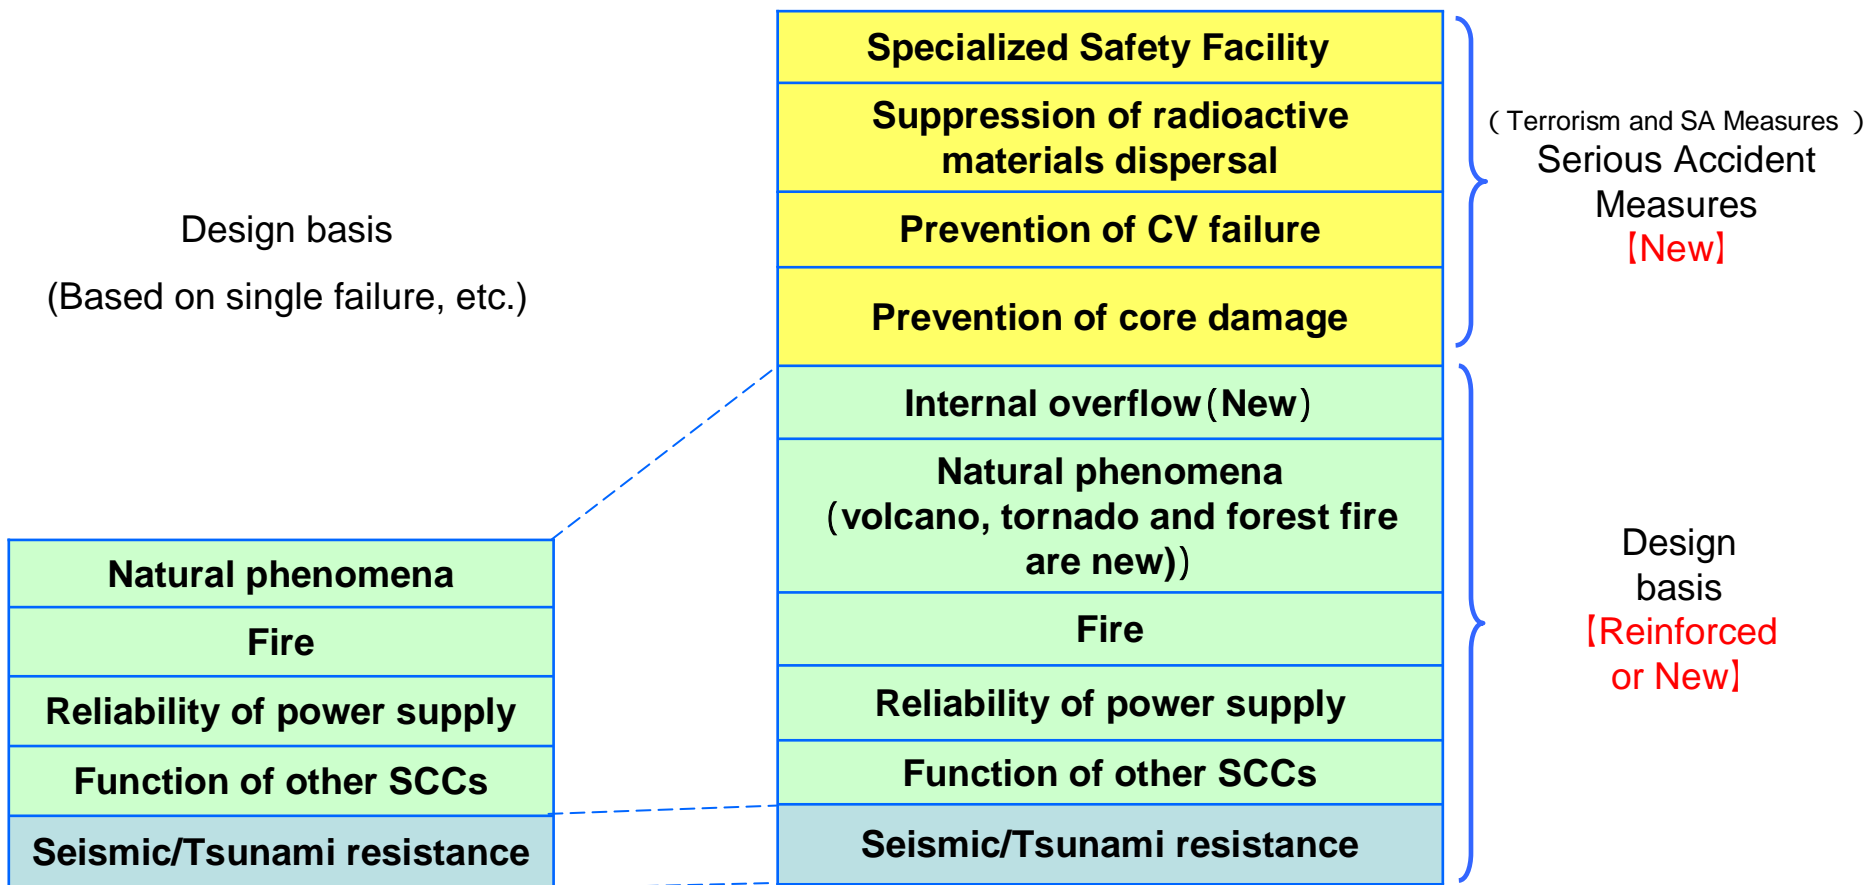 Design basis
(Based on single failure, etc.)
Natural phenomena
Fire
Reliability of power supply
Function of other SCCs
Seismic/Tsunami resistance
Specialized Safety Facility
Suppression of radioactive
materials dispersal
Prevention of CV failure
Prevention of core damage
Internal overflow(New)
Natural phenomena
(volcano, tornado and forest fire
are new))
Fire
Reliability of power supply
Function of other SCCs
Seismic/Tsunami resistance
( Terrorism and SA Measures )
Serious Accident
Measures
【New】
Design
basis
【Reinforced
or New】